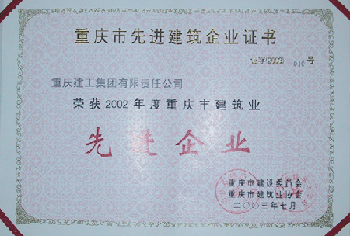 重庆市先进建筑企业证书
重庆建工集团有限责任公司
荣获2002年度重庆市建筑业
先进企业
重庆市建设委员会
重庆市建筑业协会
二〇〇三年七月